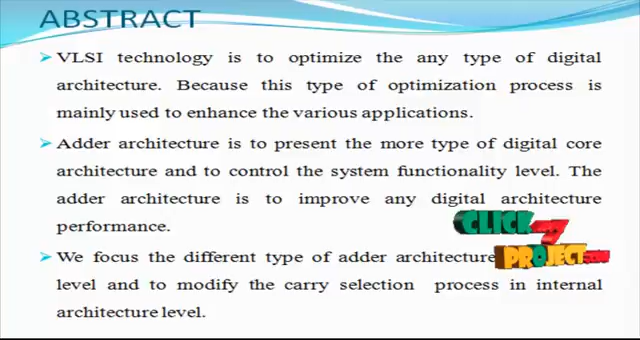 ABSTRACT
➢ VLSI technology is to optimize the any type of digital
architecture. Because this type of optimization process is
mainly used to enhance the various applications.
➢ Adder architecture is to present the more type of digital core
architecture and to control the system functionality level. The
adder architecture is to improve any digital architecture
performance.
CLICK
PROJECT.COM
➢ We focus the different type of adder architecture
level and to modify the carry selection process in internal
architecture level.